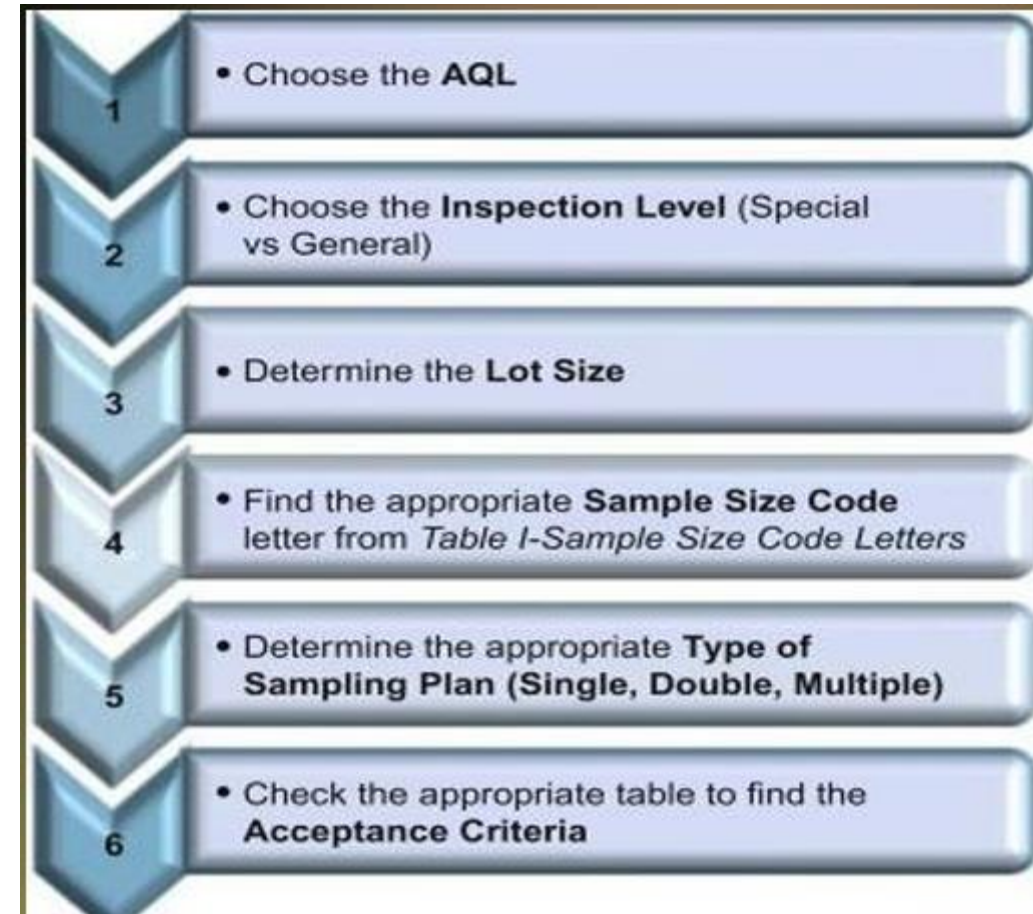 1
• Choose the AQL
2
• Choose the Inspection Level (Special
vs General)
3
• Determine the Lot Size
4
• Find the appropriate Sample Size Code
letter from Table I-Sample Size Code Letters
5
• Determine the appropriate Type of
Sampling Plan (Single, Double, Multiple)
6
• Check the appropriate table to find the
Acceptance Criteria